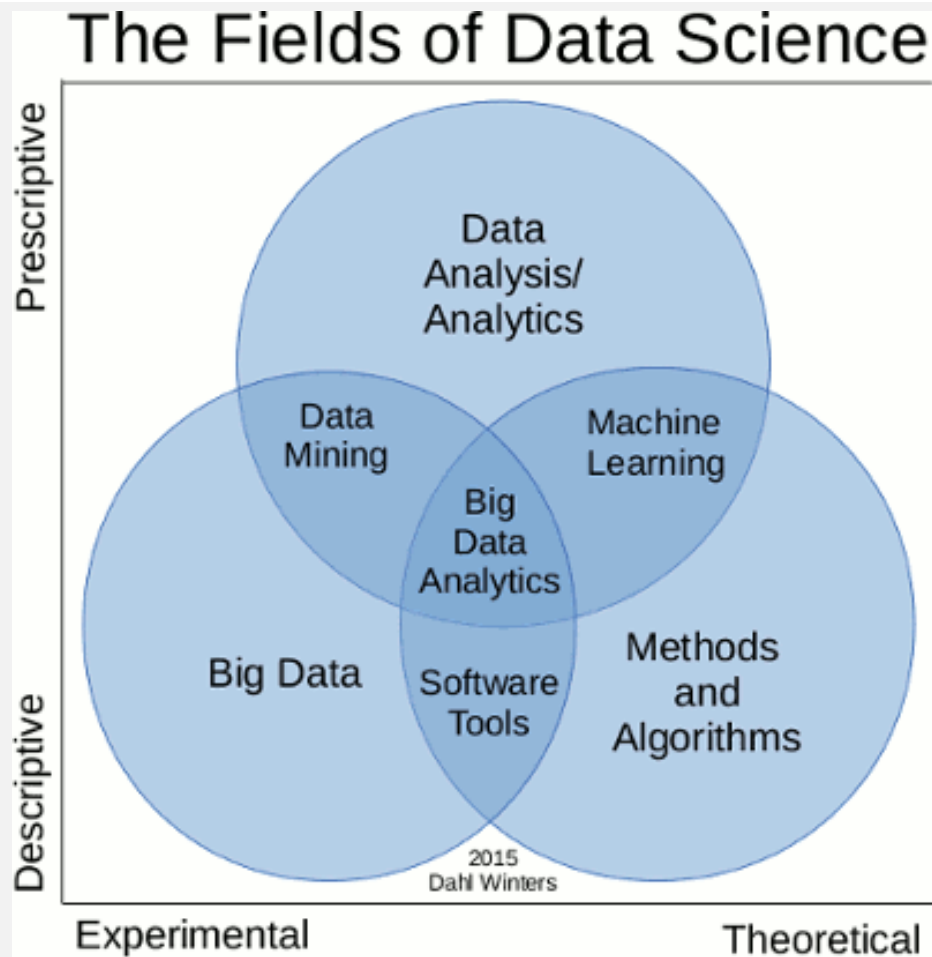 The Fields of Data Science
Prescriptive
Data
Analysis/
Analytics
Data
Mining
Machine
Learning
Big
Data
Analytics
Big Data
Software
Tools
Methods
and
Algorithms
Descriptive
2015
Dahl Winters
Experimental
Theoretical